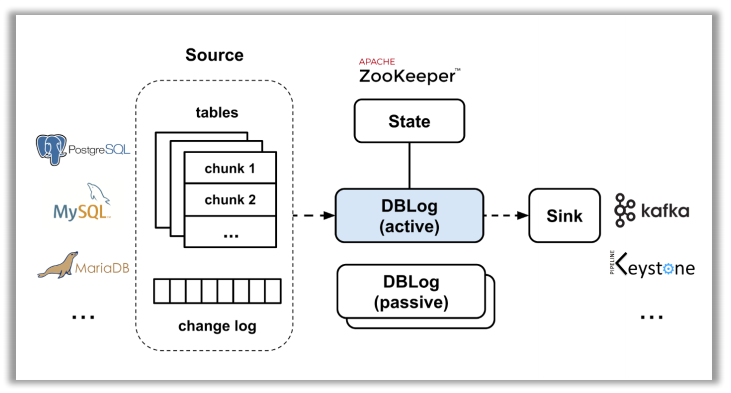 Source
tables
chunk 1
chunk 2
...
change log
PostgreSQL
MySQL™
MariaDB
...
APACHE
ZooKeeper™
State
DBLog
(active)
DBLog
(passive)
Sink
kafka
PIPELINE
Keystone
...